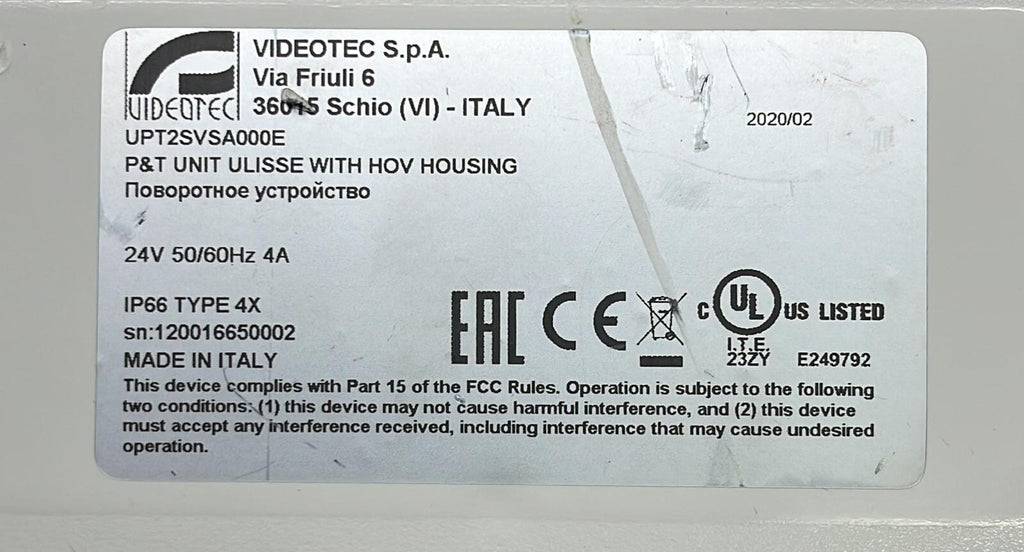 VIDEOTEC
VIDEOTEC S.p.A.
Via Friuli 6
36015 Schio (VI) - ITALY
2020/02
UPT2SVSA000E
P&T UNIT ULISSE WITH HOV HOUSING
Поворотное устройство
24V 50/60Hz 4A
IP66 TYPE 4X
sn:120016650002
MADE IN ITALY
EAC CE C UL US LISTED
I.T.E.
23ZY E249792
This device complies with Part 15 of the FCC Rules. Operation is subject to the following
two conditions: (1) this device may not cause harmful interference, and (2) this device
must accept any interference received, including interference that may cause undesired
operation.